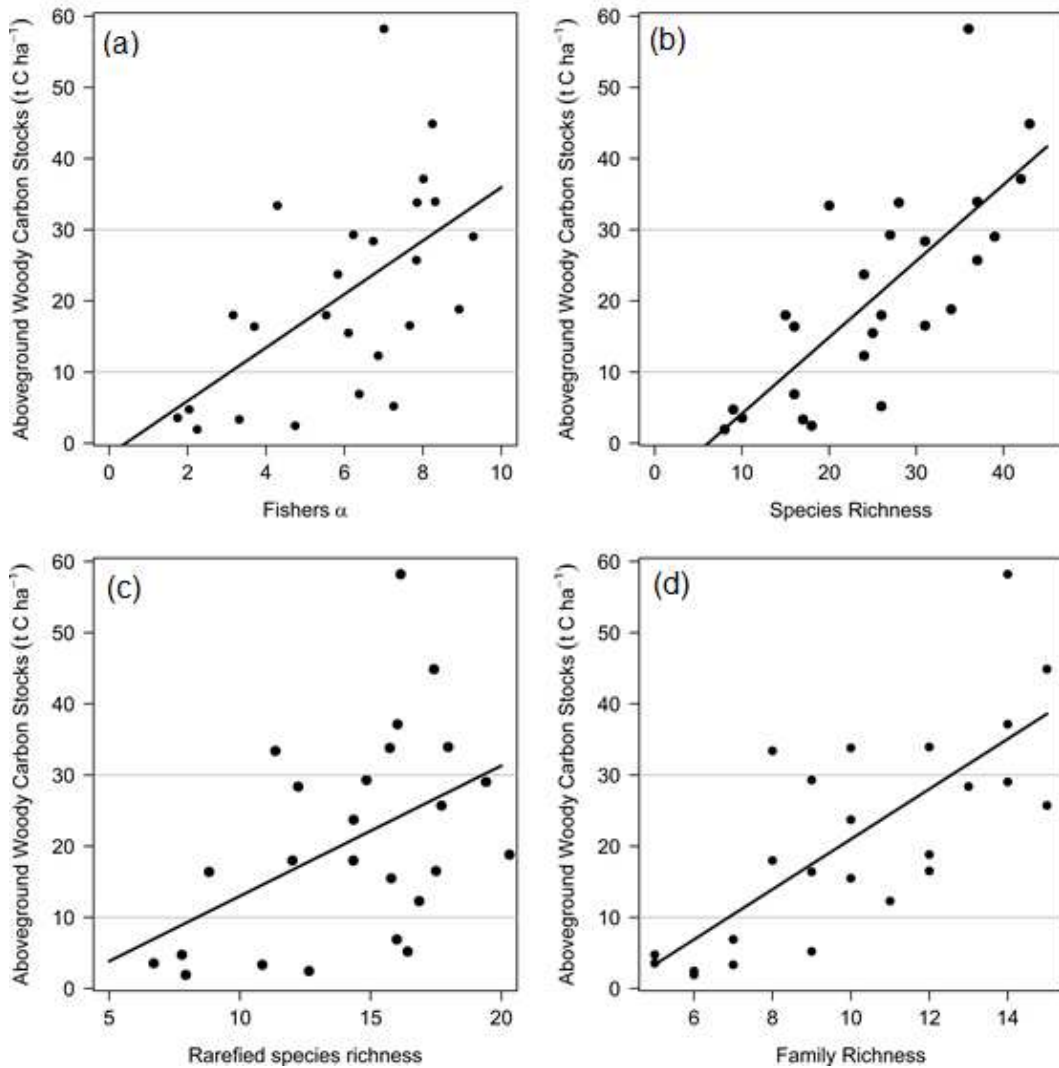 (a)
Aboveground Woody Carbon Stocks (t C ha⁻¹)
60
50
40
30
20
10
0
0 2 4 6 8 10
Fishers α
(b)
Aboveground Woody Carbon Stocks (t C ha⁻¹)
60
50
40
30
20
10
0
0 10 20 30 40
Species Richness
(c)
Aboveground Woody Carbon Stocks (t C ha⁻¹)
60
50
40
30
20
10
0
5 10 15 20
Rarefied species richness
(d)
Aboveground Woody Carbon Stocks (t C ha⁻¹)
60
50
40
30
20
10
0
6 8 10 12 14
Family Richness